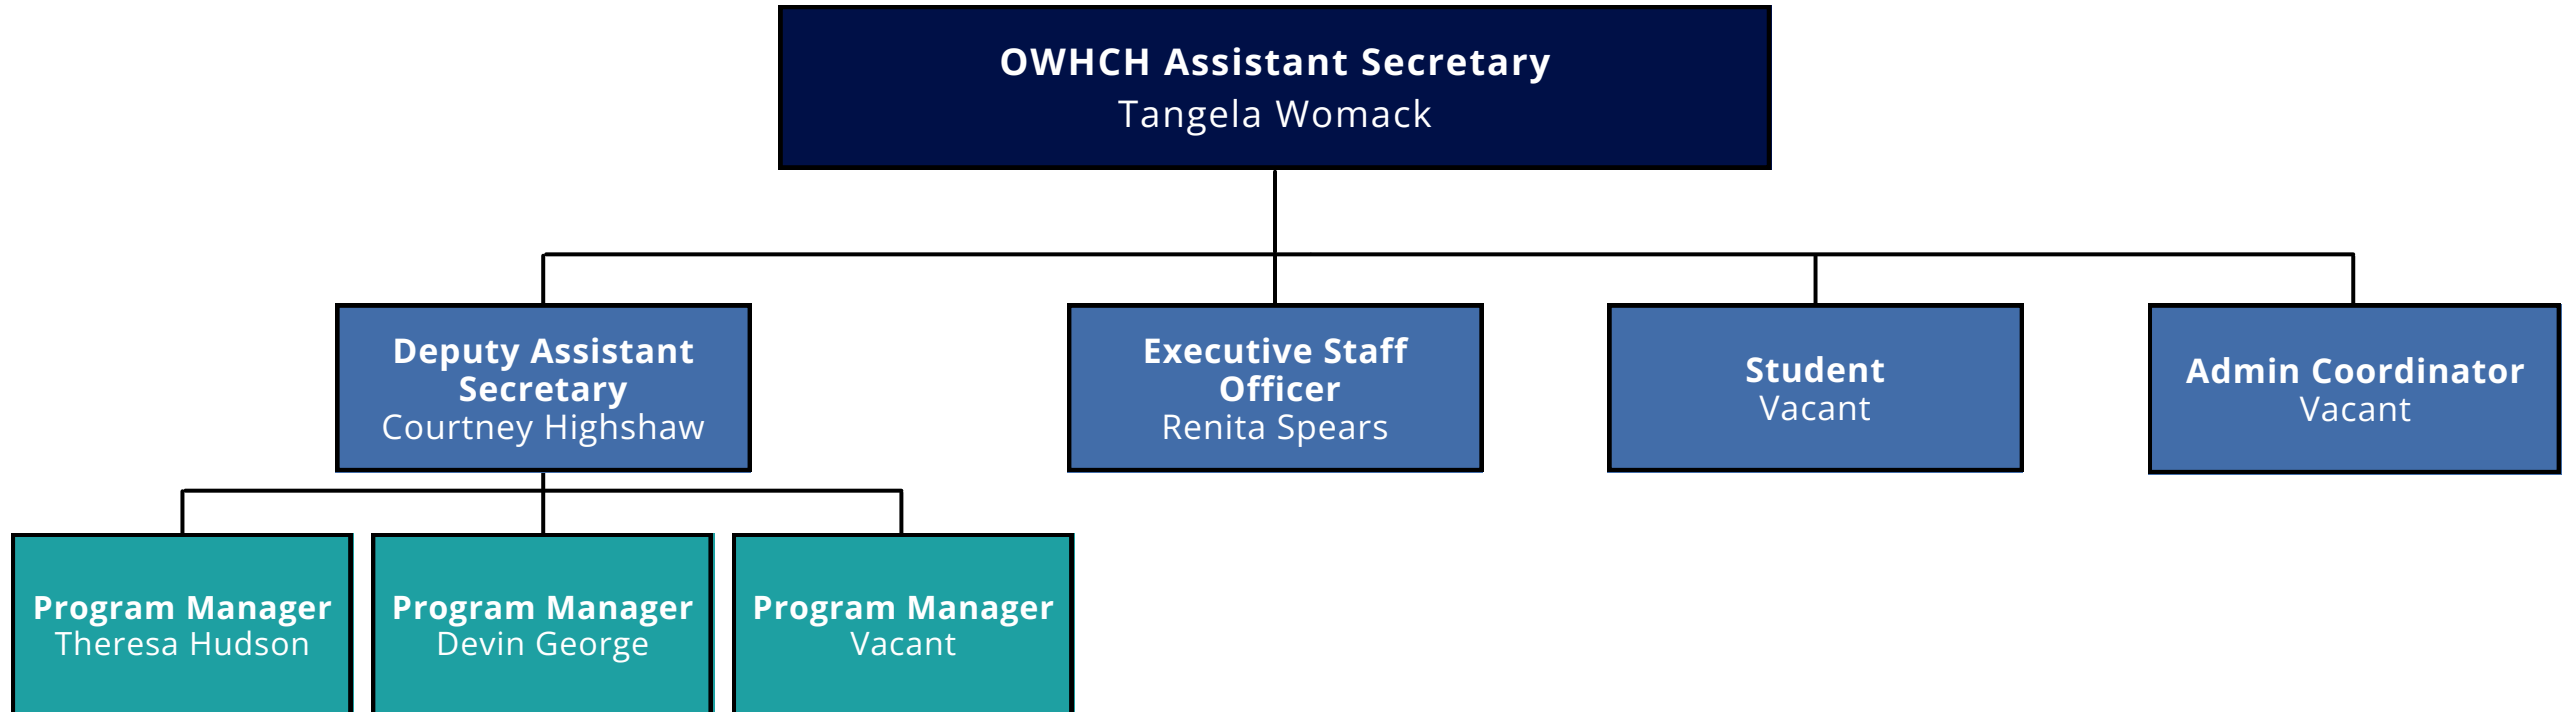 OWHCH Assistant Secretary
Tangela Womack
Deputy Assistant
Secretary
Courtney Highshaw
Executive Staff
Officer
Renita Spears
Student
Vacant
Admin Coordinator
Vacant
Program Manager
Theresa Hudson
Program Manager
Devin George
Program Manager
Vacant